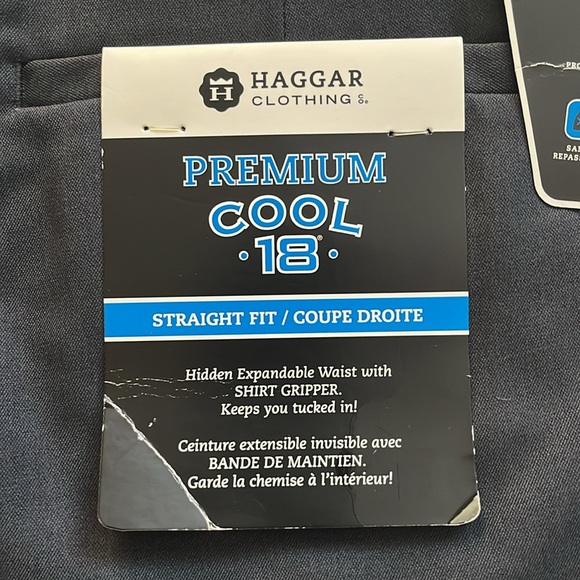 H HAGGAR
CLOTHING CO®
PREMIUM
COOL
·18®·
STRAIGHT FIT / COUPE DROITE
Hidden Expandable Waist with
SHIRT GRIPPER.
Keeps you tucked in!
Ceinture extensible invisible avec
BANDE DE MAINTIEN.
Garde la chemise à l'intérieur!